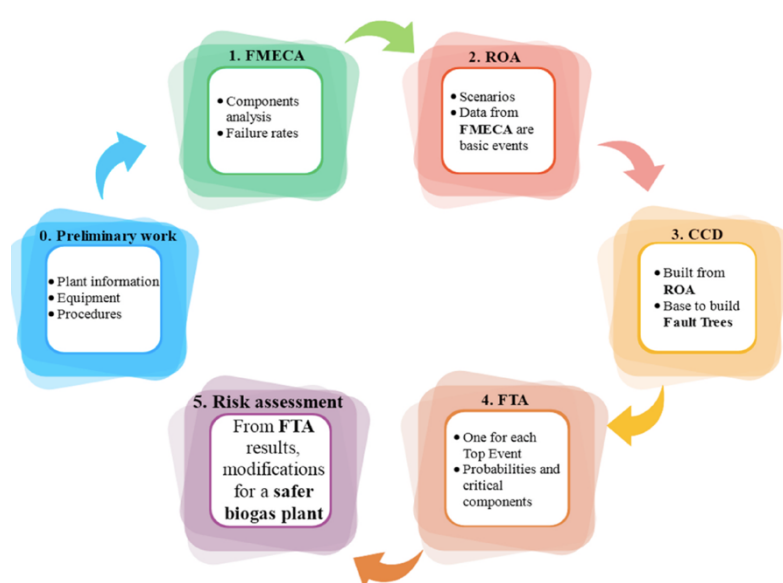 1. FMECA
• Components
analysis
• Failure rates
2. ROA
• Scenarios
• Data from
FMECA are
basic events
0. Preliminary work
• Plant information
• Equipment
• Procedures
3. CCD
• Built from
ROA
• Base to build
Fault Trees
5. Risk assessment
From FTA
results,
modifications
for a safer
biogas plant
4. FTA
• One for each
Top Event
• Probabilities and
critical
components